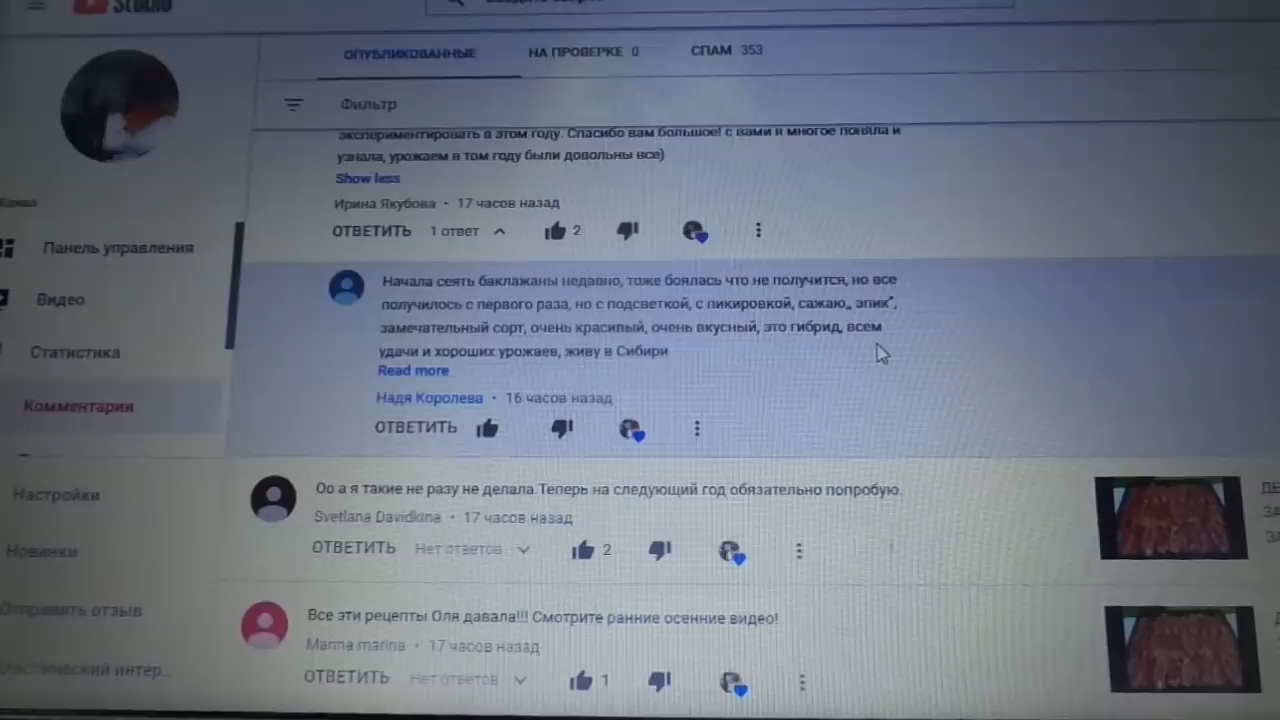 STUDIO
ОПУБЛИКОВАННЫЕ
НА ПРОВЕРКЕ 0
СПАМ 353
Фильтр
экспериментировать в этом году. Спасибо вам большое! с вами я многое поняла и
узнала, урожаем в том году были довольны все)
Show less
Ирина Якубова • 17 часов назад
ОТВЕТИТЬ 1 ответ 2
Канал
Панель управления
Видео
Статистика
Комментарии
Настройки
Новинки
Отправить отзыв
Начала сеять баклажаны недавно, тоже боялась что не получится, но все
получилось с первого раза, но с подсветкой, с пикировкой, сажаю,, эпик",
замечательный сорт, очень красивый, очень вкусный, это гибрид, всем
удачи и хороших урожаев, живу в Сибири
Read more
Надя Королева • 16 часов назад
ОТВЕТИТЬ
Оо а я такие не разу не делала.Теперь на следующий год обязательно попробую.
Svetlana Davidkina • 17 часов назад
ОТВЕТИТЬ Нет ответов 2
Все эти рецепты Оля давала!!! Смотрите ранние осенние видео!
Marina marina • 17 часов назад
ОТВЕТИТЬ Нет ответов 1